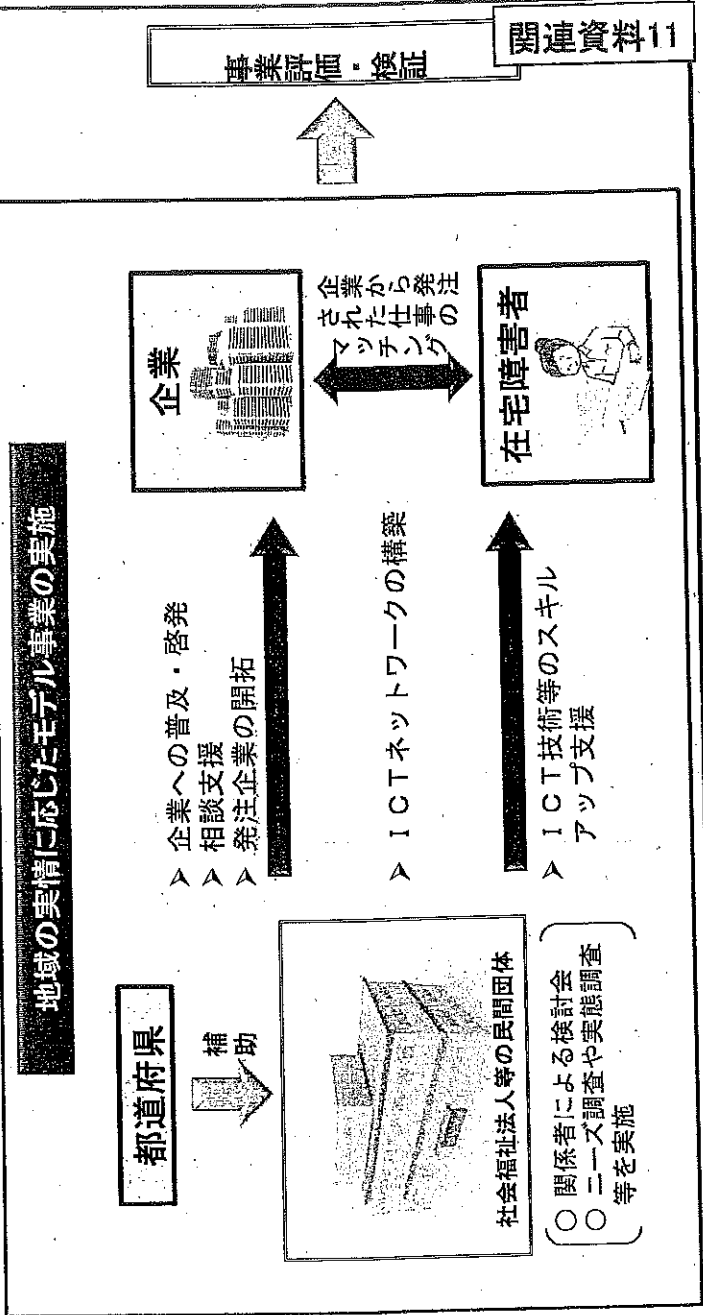 関連資料11
地域の実情に応じたモデル事業の実施
都道府県
補助
社会福祉法人等の民間団体
○ 関係者による検討会
○ ニーズ調査や実態調査
等を実施
➢ 企業への普及・啓発
➢ 相談支援
➢ 発注企業の開拓
➢ ICTネットワークの構築
➢ ICT技術等のスキル
アップ支援
企業
企業から発注
された仕事の
マッチング
在宅障害者
事業評価・検証